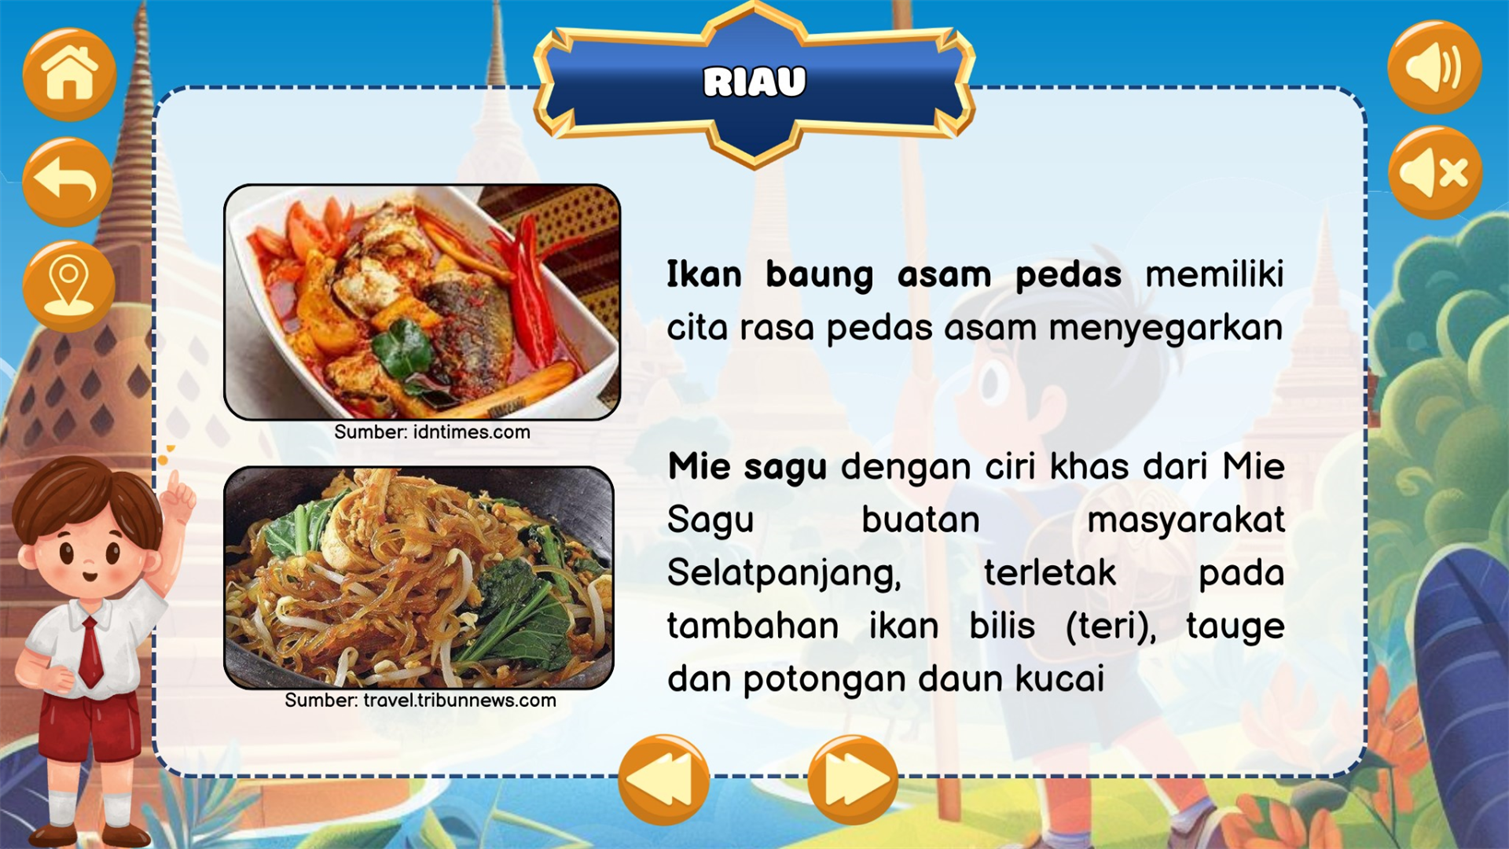 RIAU
Ikan baung asam pedas memiliki
cita rasa pedas asam menyegarkan
Sumber: idntimes.com
Mie sagu dengan ciri khas dari Mie
Sagu buatan masyarakat
Selatpanjang, terletak pada
tambahan ikan bilis (teri), tauge
dan potongan daun kucai
Sumber: travel.tribunnews.com